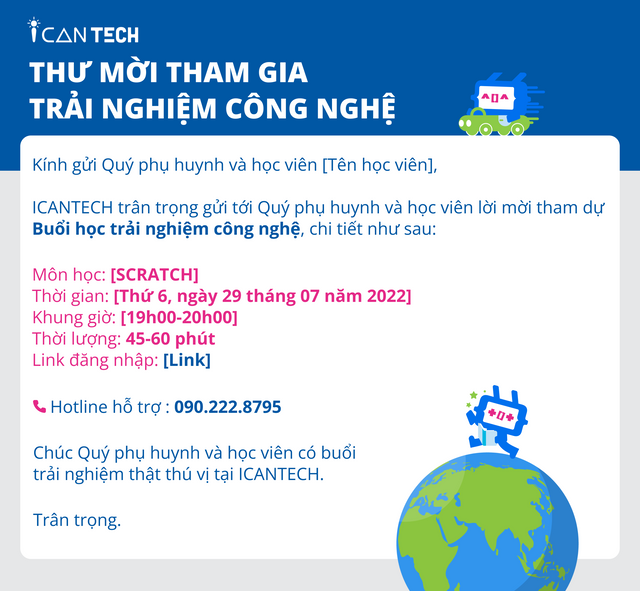 iCANTECH
THƯ MỜI THAM GIA
TRẢI NGHIỆM CÔNG NGHỆ
Kính gửi Quý phụ huynh và học viên [Tên học viên],
ICANTECH trân trọng gửi tới Quý phụ huynh và học viên lời mời tham dự
Buổi học trải nghiệm công nghệ, chi tiết như sau:
Môn học: [SCRATCH]
Thời gian: [Thứ 6, ngày 29 tháng 07 năm 2022]
Khung giờ: [19h00-20h00]
Thời lượng: 45-60 phút
Link đăng nhập: [Link]
Hotline hỗ trợ : 090.222.8795
Chúc Quý phụ huynh và học viên có buổi
trải nghiệm thật thú vị tại ICANTECH.
Trân trọng.